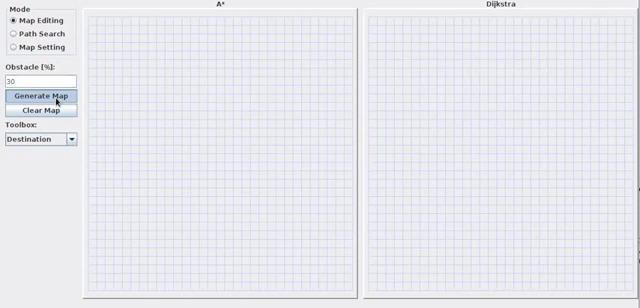 Mode
Map Editing
Path Search
Map Setting
Obstacle [%]:
30
Generate Map
Clear Map
Toolbox:
Destination
A*
Dijkstra